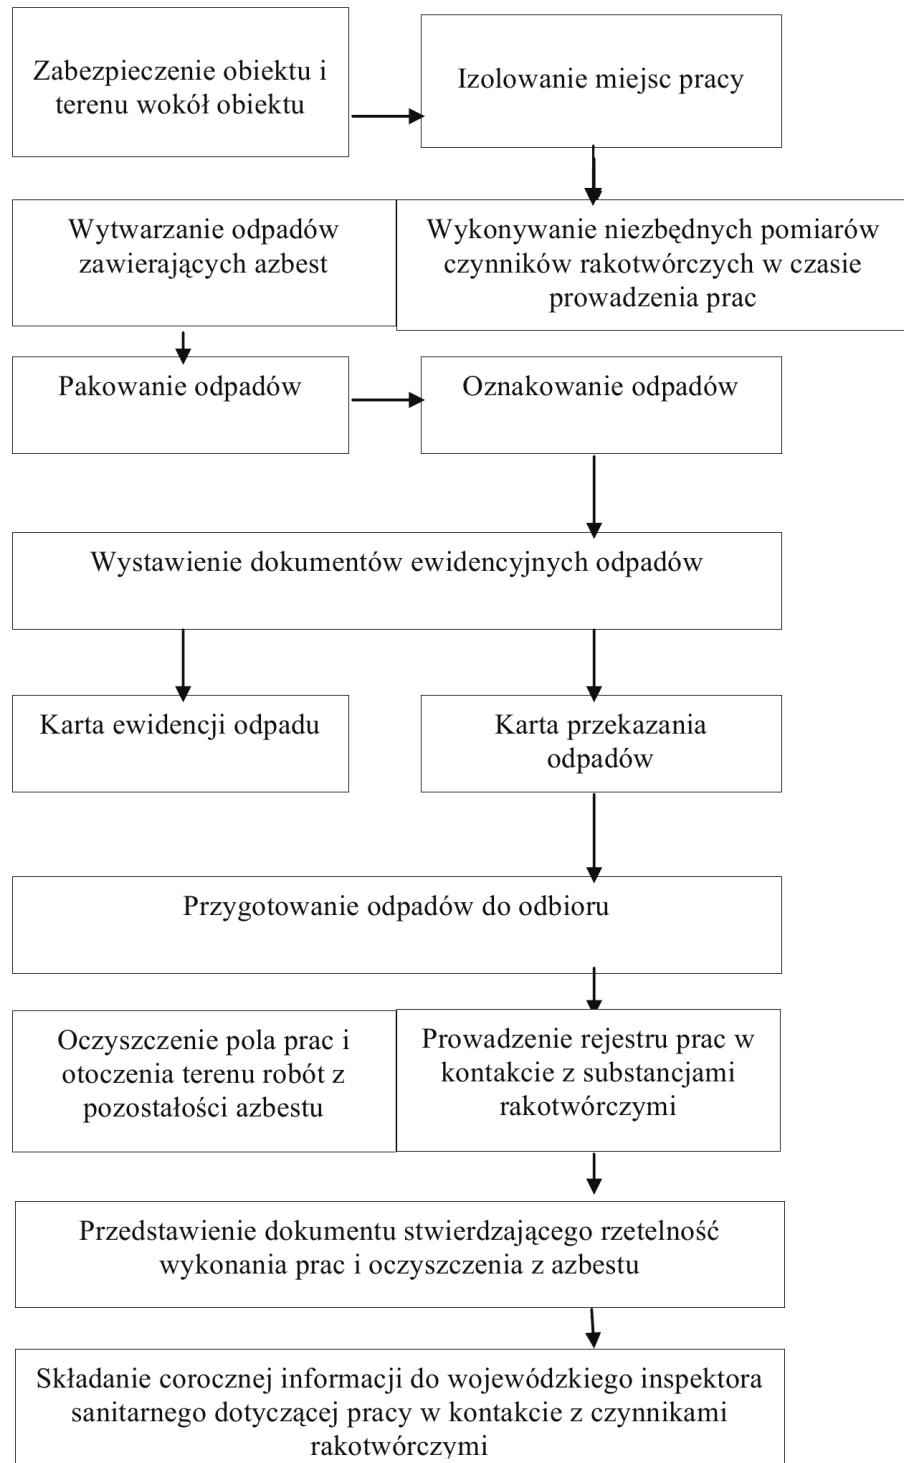 Zabezpieczenie obiektu i
terenu wokół obiektu
Izolowanie miejsc pracy
Wytwarzanie odpadów
zawierających azbest
Wykonywanie niezbędnych pomiarów
czynników rakotwórczych w czasie
prowadzenia prac
Pakowanie odpadów
Oznakowanie odpadów
Wystawienie dokumentów ewidencyjnych odpadów
Karta ewidencji odpadu
Karta przekazania
odpadów
Przygotowanie odpadów do odbioru
Oczyszczenie pola prac i
otoczenia terenu robót z
pozostałości azbestu
Prowadzenie rejestru prac w
kontakcie z substancjami
rakotwórczymi
Przedstawienie dokumentu stwierdzającego rzetelność
wykonania prac i oczyszczenia z azbestu
Składanie corocznej informacji do wojewódzkiego inspektora
sanitarnego dotyczącej pracy w kontakcie z czynnikami
rakotwórczymi